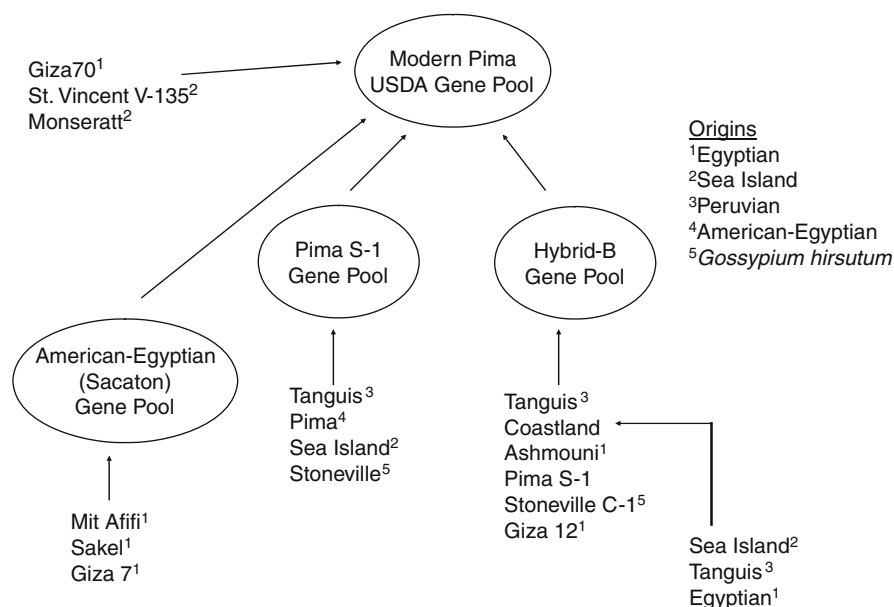 Modern Pima
USDA Gene Pool
Giza70¹
St. Vincent V-135²
Monseratt²
Origins
¹Egyptian
²Sea Island
³Peruvian
⁴American-Egyptian
⁵Gossypium hirsutum
Pima S-1
Gene Pool
Hybrid-B
Gene Pool
American-Egyptian
(Sacaton)
Gene Pool
Tanguis³
Pima⁴
Sea Island²
Stoneville⁵
Tanguis³
Coastland
Ashmouni¹
Pima S-1
Stoneville C-1⁵
Giza 12¹
Mit Afifi¹
Sakel¹
Giza 7¹
Sea Island²
Tanguis³
Egyptian¹